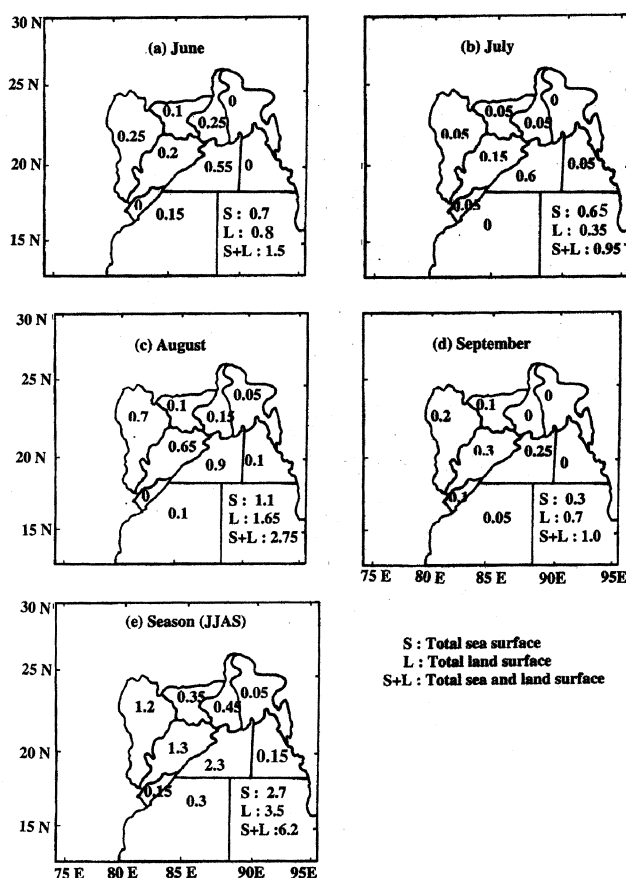 30 N
25 N
20 N
15 N
(a) June
0.1
0
0.25
0.25
0.2
0.55
0
0
0.15
S : 0.7
L : 0.8
S+L : 1.5
(b) July
0.05
0
0.05
0.05
0.15
0.6
0.05
0.05
0
S : 0.65
L : 0.35
S+L : 0.95
30 N
25 N
20 N
15 N
(c) August
0.1
0.05
0.7
0.15
0.65
0.9
0.1
0
0.1
S : 1.1
L : 1.65
S+L : 2.75
(d) September
0.1
0
0.2
0
0.3
0.25
0
0.1
0.05
S : 0.3
L : 0.7
S+L : 1.0
75 E 80 E 85 E 90E 95E
30 N
25 N
20 N
15 N
(e) Season (JJAS)
0.35
0.05
1.2
0.45
1.3
2.3
0.15
0.15
0.3
S : 2.7
L : 3.5
S+L :6.2
75 E 80 E 85 E 90E 95 E
S : Total sea surface
L : Total land surface
S+L : Total sea and land surface